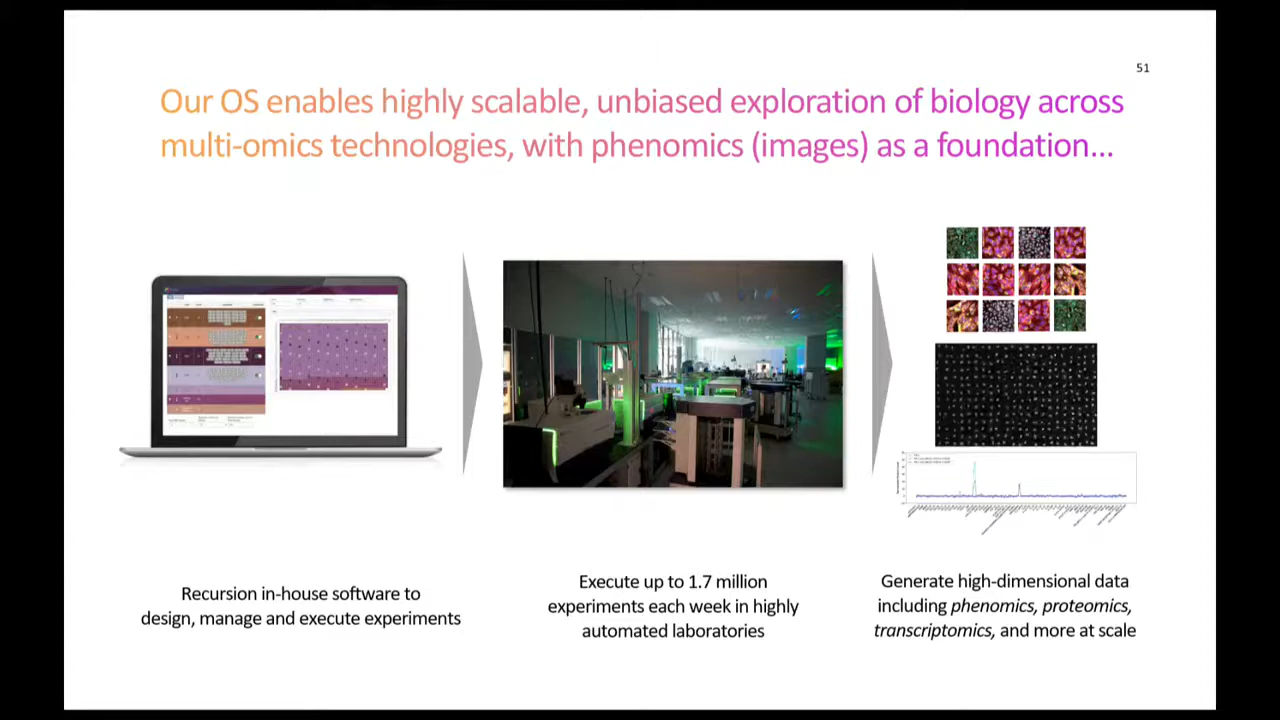 51
Our OS enables highly scalable, unbiased exploration of biology across
multi-omics technologies, with phenomics (images) as a foundation...
Recursion in-house software to
design, manage and execute experiments
Execute up to 1.7 million
experiments each week in highly
automated laboratories
Generate high-dimensional data
including phenomics, proteomics,
transcriptomics, and more at scale